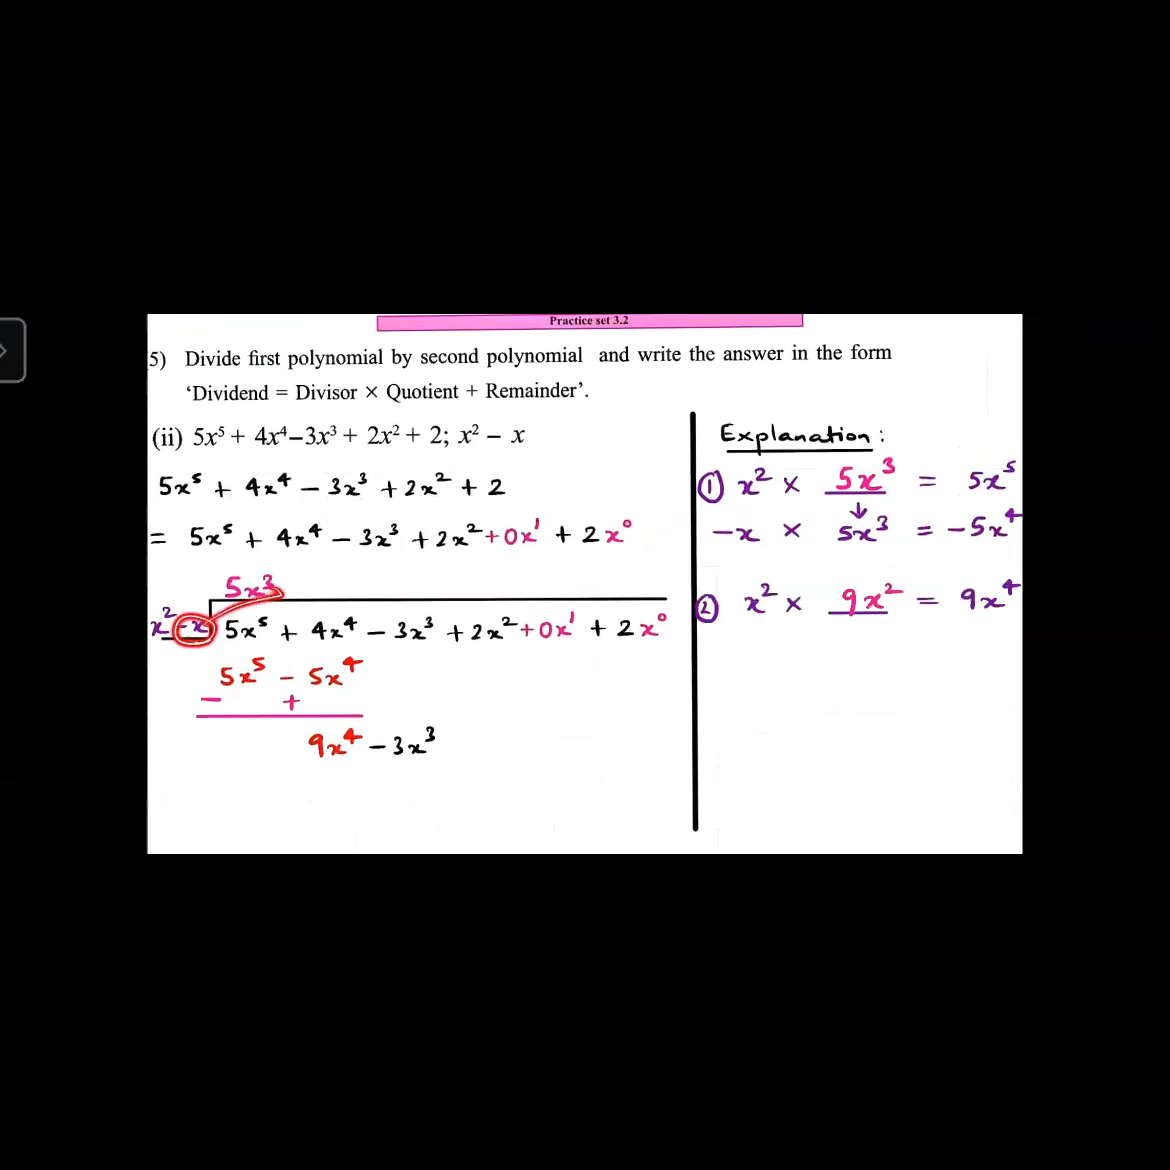 Practice set 3.2
5) Divide first polynomial by second polynomial and write the answer in the form
‘Dividend = Divisor × Quotient + Remainder’.
(ii) 5x⁵ + 4x⁴–3x³ + 2x² + 2; x² – x
5x⁵ + 4x⁴ – 3x³ + 2x² + 2
= 5x⁵ + 4x⁴ – 3x³ + 2x² + 0x¹ + 2x⁰
5x³
x² – x 5x⁵ + 4x⁴ – 3x³ + 2x² + 0x¹ + 2x⁰
5x⁵ – 5x⁴
– +
9x⁴ – 3x³
Explanation :
① x² × 5x³ = 5x⁵
↓
–x × 5x³ = –5x⁴
② x² × 9x² = 9x⁴